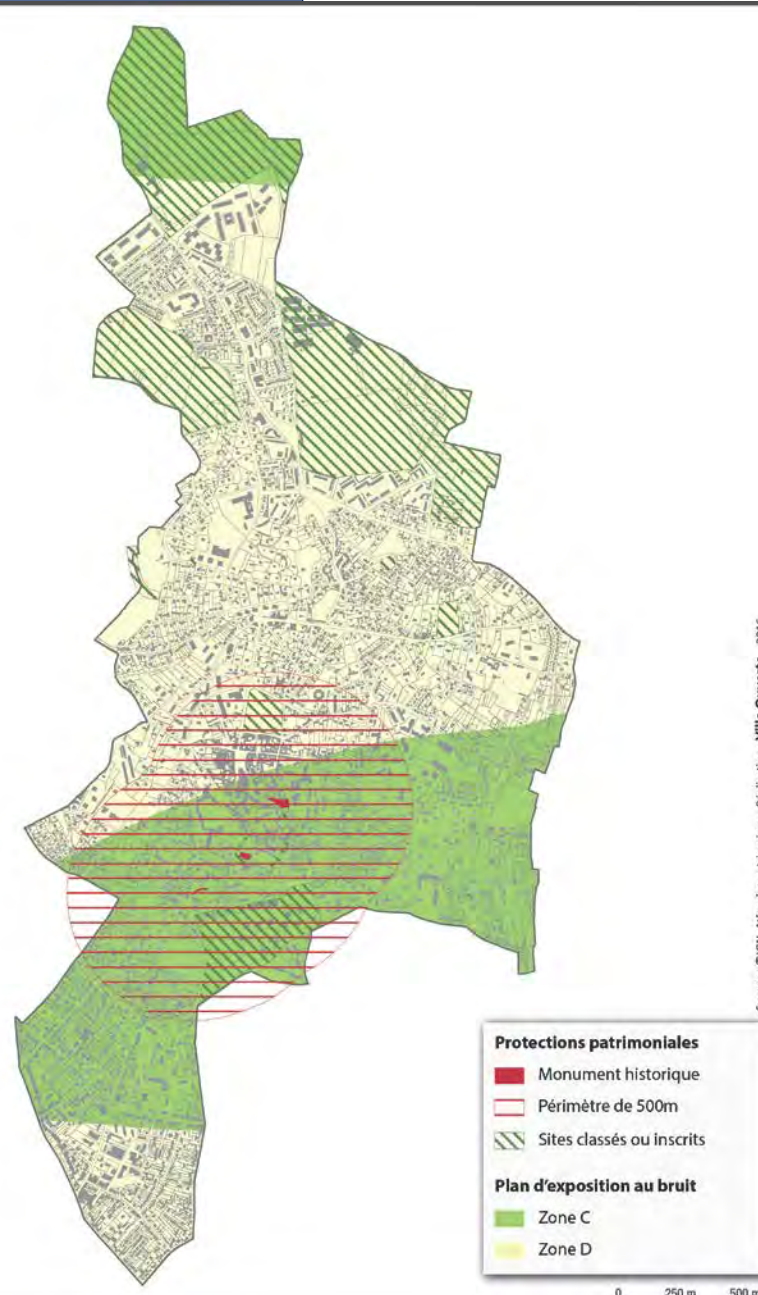 Protections patrimoniales
Monument historique
Périmètre de 500m
Sites classés ou inscrits
Plan d'exposition au bruit
Zone C
Zone D
0 250 m 500 m